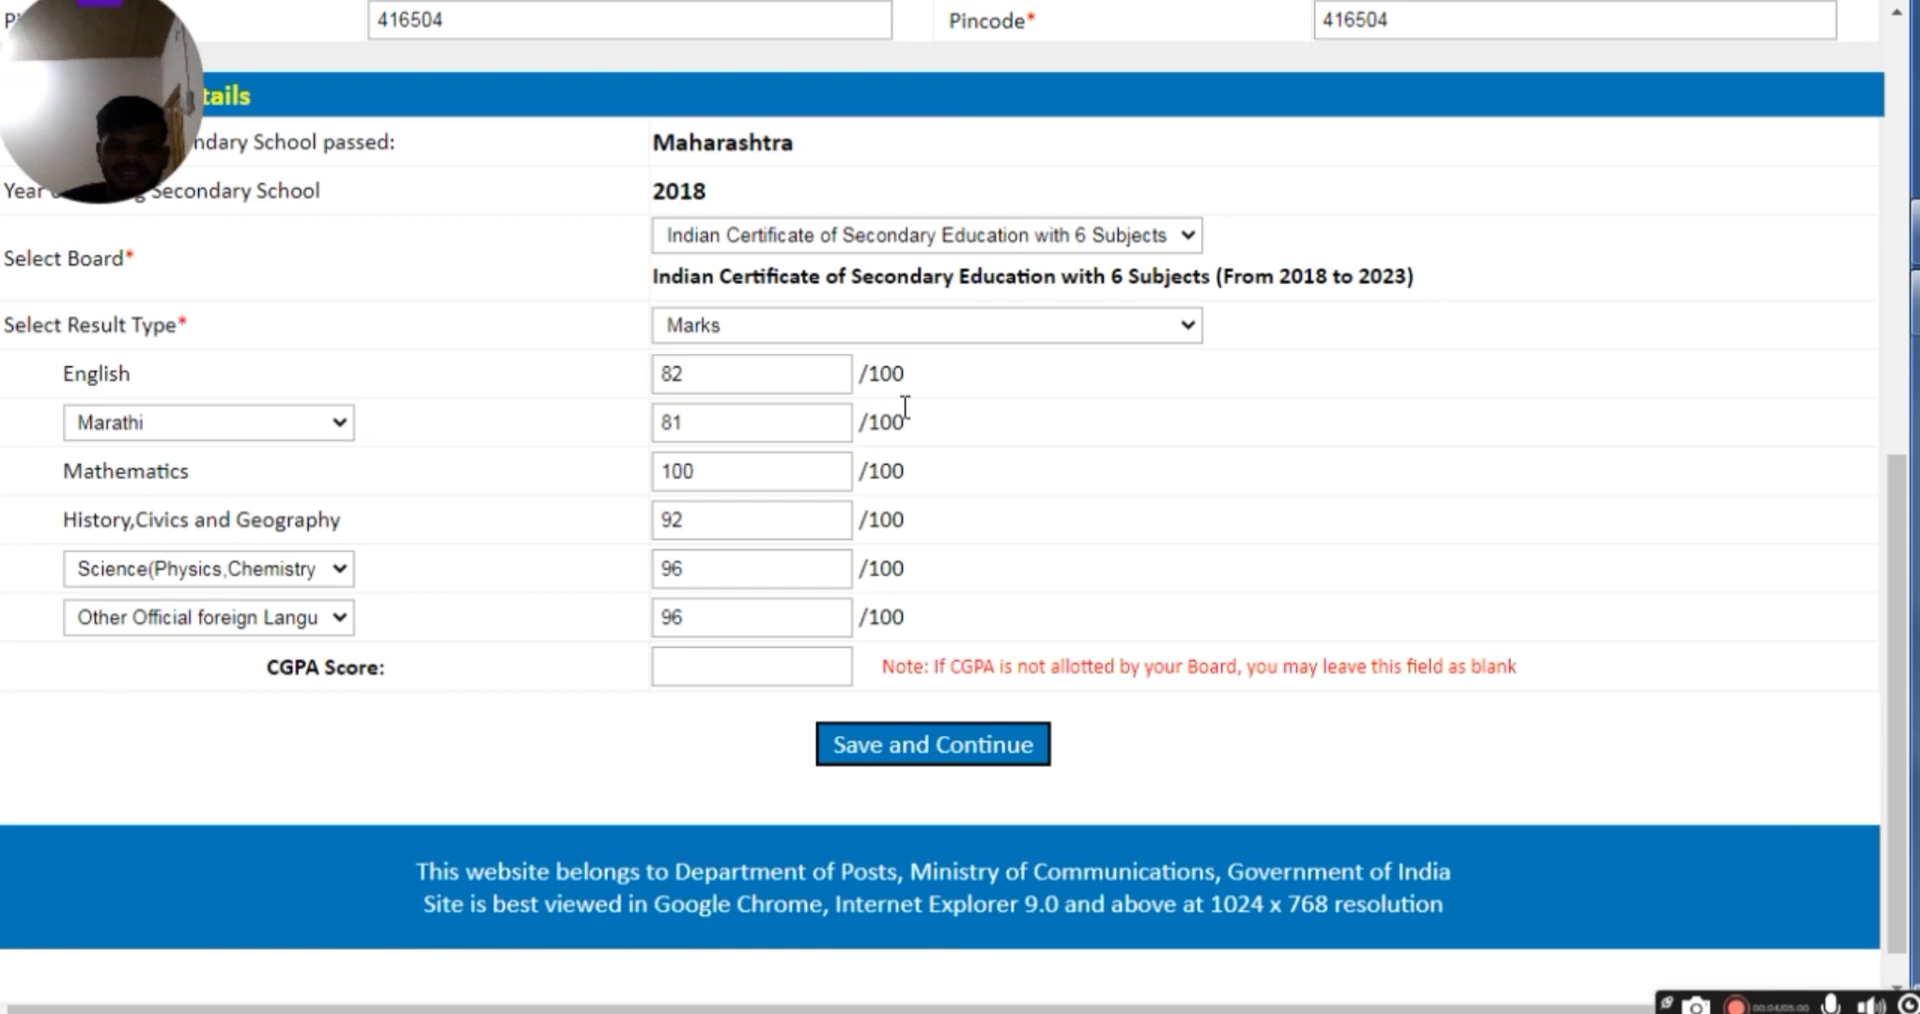 416504 Pincode* 416504
tails
ndary School passed: Maharashtra
Year Secondary School 2018
Select Board* Indian Certificate of Secondary Education with 6 Subjects
Indian Certificate of Secondary Education with 6 Subjects (From 2018 to 2023)
Select Result Type* Marks
English 82 /100
Marathi 81 /100
Mathematics 100 /100
History,Civics and Geography 92 /100
Science(Physics,Chemistry 96 /100
Other Official foreign Langu 96 /100
CGPA Score: Note: If CGPA is not allotted by your Board, you may leave this field as blank
Save and Continue
This website belongs to Department of Posts, Ministry of Communications, Government of India
Site is best viewed in Google Chrome, Internet Explorer 9.0 and above at 1024 x 768 resolution